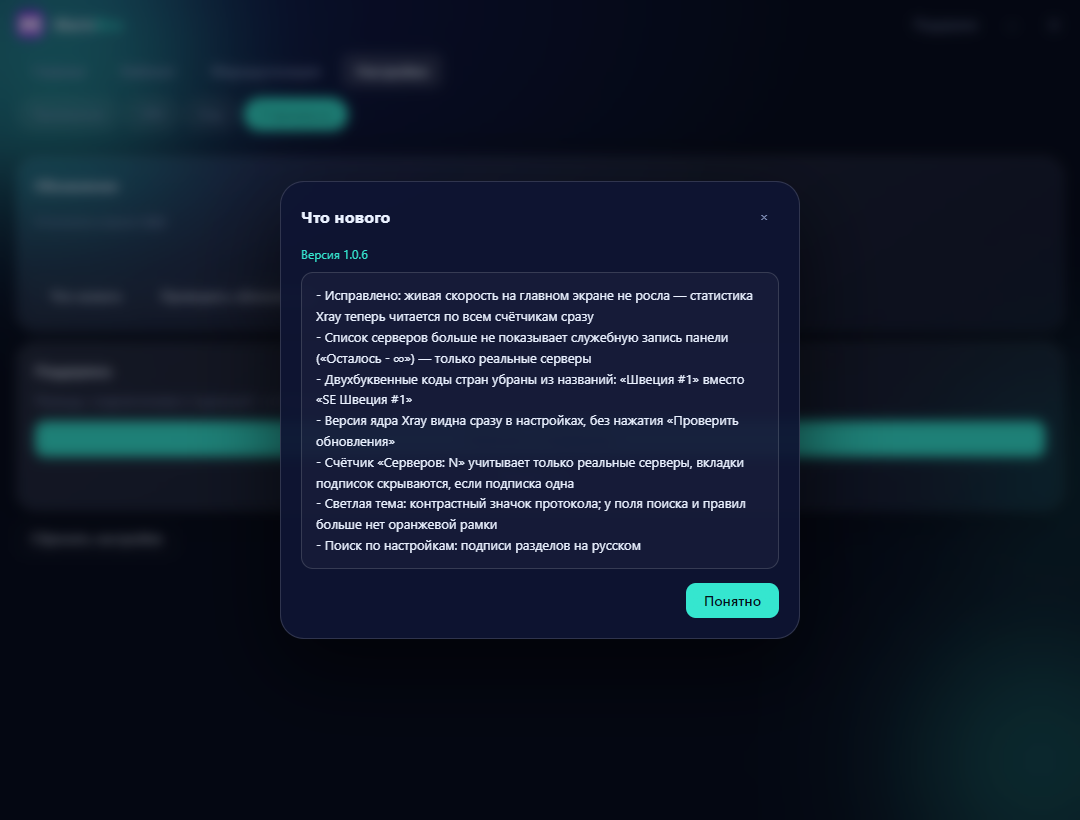 Что нового
×
Версия 1.0.6
- Исправлено: живая скорость на главном экране не росла — статистика
Xray теперь читается по всем счётчикам сразу
- Список серверов больше не показывает служебную запись панели
(«Осталось - ∞») — только реальные серверы
- Двухбуквенные коды стран убраны из названий: «Швеция #1» вместо
«SE Швеция #1»
- Версия ядра Xray видна сразу в настройках, без нажатия «Проверить
обновления»
- Счётчик «Серверов: N» учитывает только реальные серверы, вкладки
подписок скрываются, если подписка одна
- Светлая тема: контрастный значок протокола; у поля поиска и правил
больше нет оранжевой рамки
- Поиск по настройкам: подписи разделов на русском
Понятно